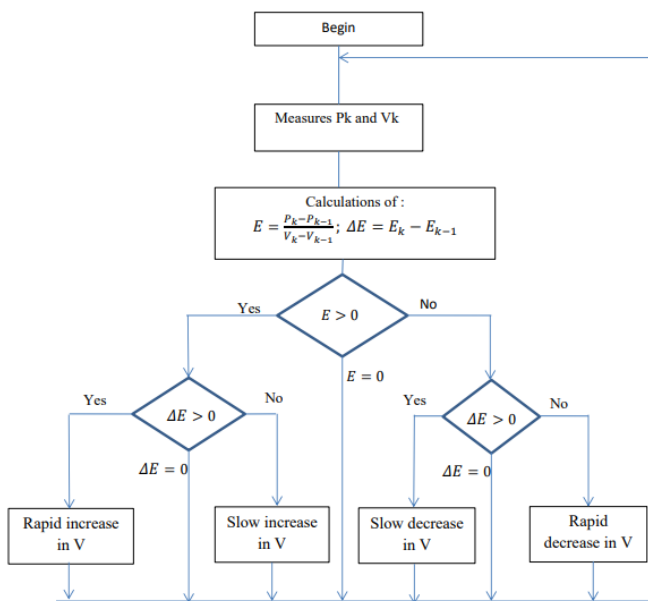 Begin
Measures Pk and Vk
Calculations of :
$E = \frac{P_k - P_{k-1}}{V_k - V_{k-1}}$; $\Delta E = E_k - E_{k-1}$
Yes
E > 0
No
E = 0
Yes
ΔE > 0
No
ΔE = 0
Yes
ΔE > 0
No
ΔE = 0
Rapid increase
in V
Slow increase
in V
Slow decrease
in V
Rapid
decrease in V